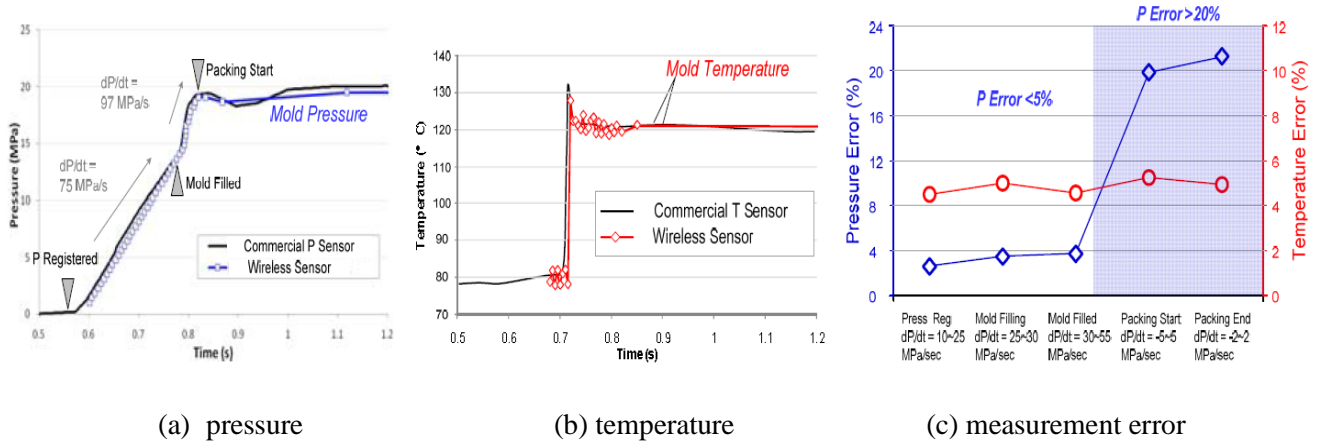 25
20
15
10
5
0
Pressure (MPa)
0.5 0.6 0.7 0.8 0.9 1 1.1 1.2
Time (s)
dP/dt =
97 MPa/s
dP/dt =
75 MPa/s
Packing Start
Mold Pressure
Mold Filled
P Registered
Commercial P Sensor
Wireless Sensor
(a) pressure
140
130
120
110
100
90
80
70
Temperature (° C)
0.5 0.6 0.7 0.8 0.9 1 1.1 1.2
Time(s)
Mold Temperature
Commercial T Sensor
Wireless Sensor
(b) temperature
P Error>20%
P Error <5%
24
20
16
12
8
4
0
Pressure Error (%)
12
10
8
6
4
2
0
Temperature Error (%)
Press Reg
dP/dt = 10~25
MPa/sec
Mold Filling
dP/dt = 25~30
MPa/sec
Mold Filled
dP/dt = 30~55
MPa/sec
Packing Start
dP/dt = -5~5
MPa/sec
Packing End
dP/dt = -2~2
MPa/sec
(c) measurement error